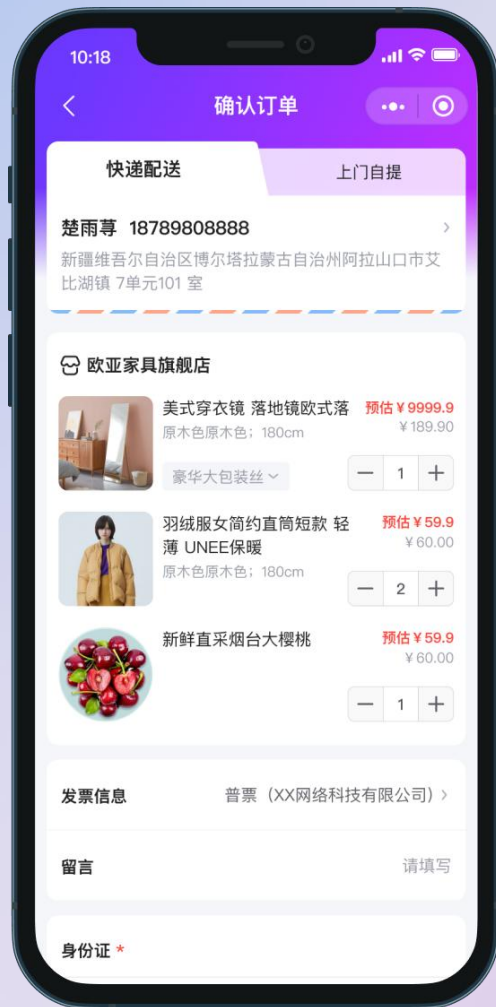 10:18
确认订单
快递配送
上门自提
楚雨荨 18789808888
新疆维吾尔自治区博尔塔拉蒙古自治州阿拉山口市艾
比湖镇 7单元101 室
欧亚家具旗舰店
美式穿衣镜 落地镜欧式落 预估¥9999.9
原木色原木色；180cm ¥189.90
豪华大包装丝
1
羽绒服女简约直筒短款 轻 预估¥59.9
薄 UNEE保暖 ¥60.00
原木色原木色；180cm
2
新鲜直采烟台大樱桃 预估¥59.9
¥60.00
1
发票信息 普票（XX网络科技有限公司）
留言 请填写
身份证 *